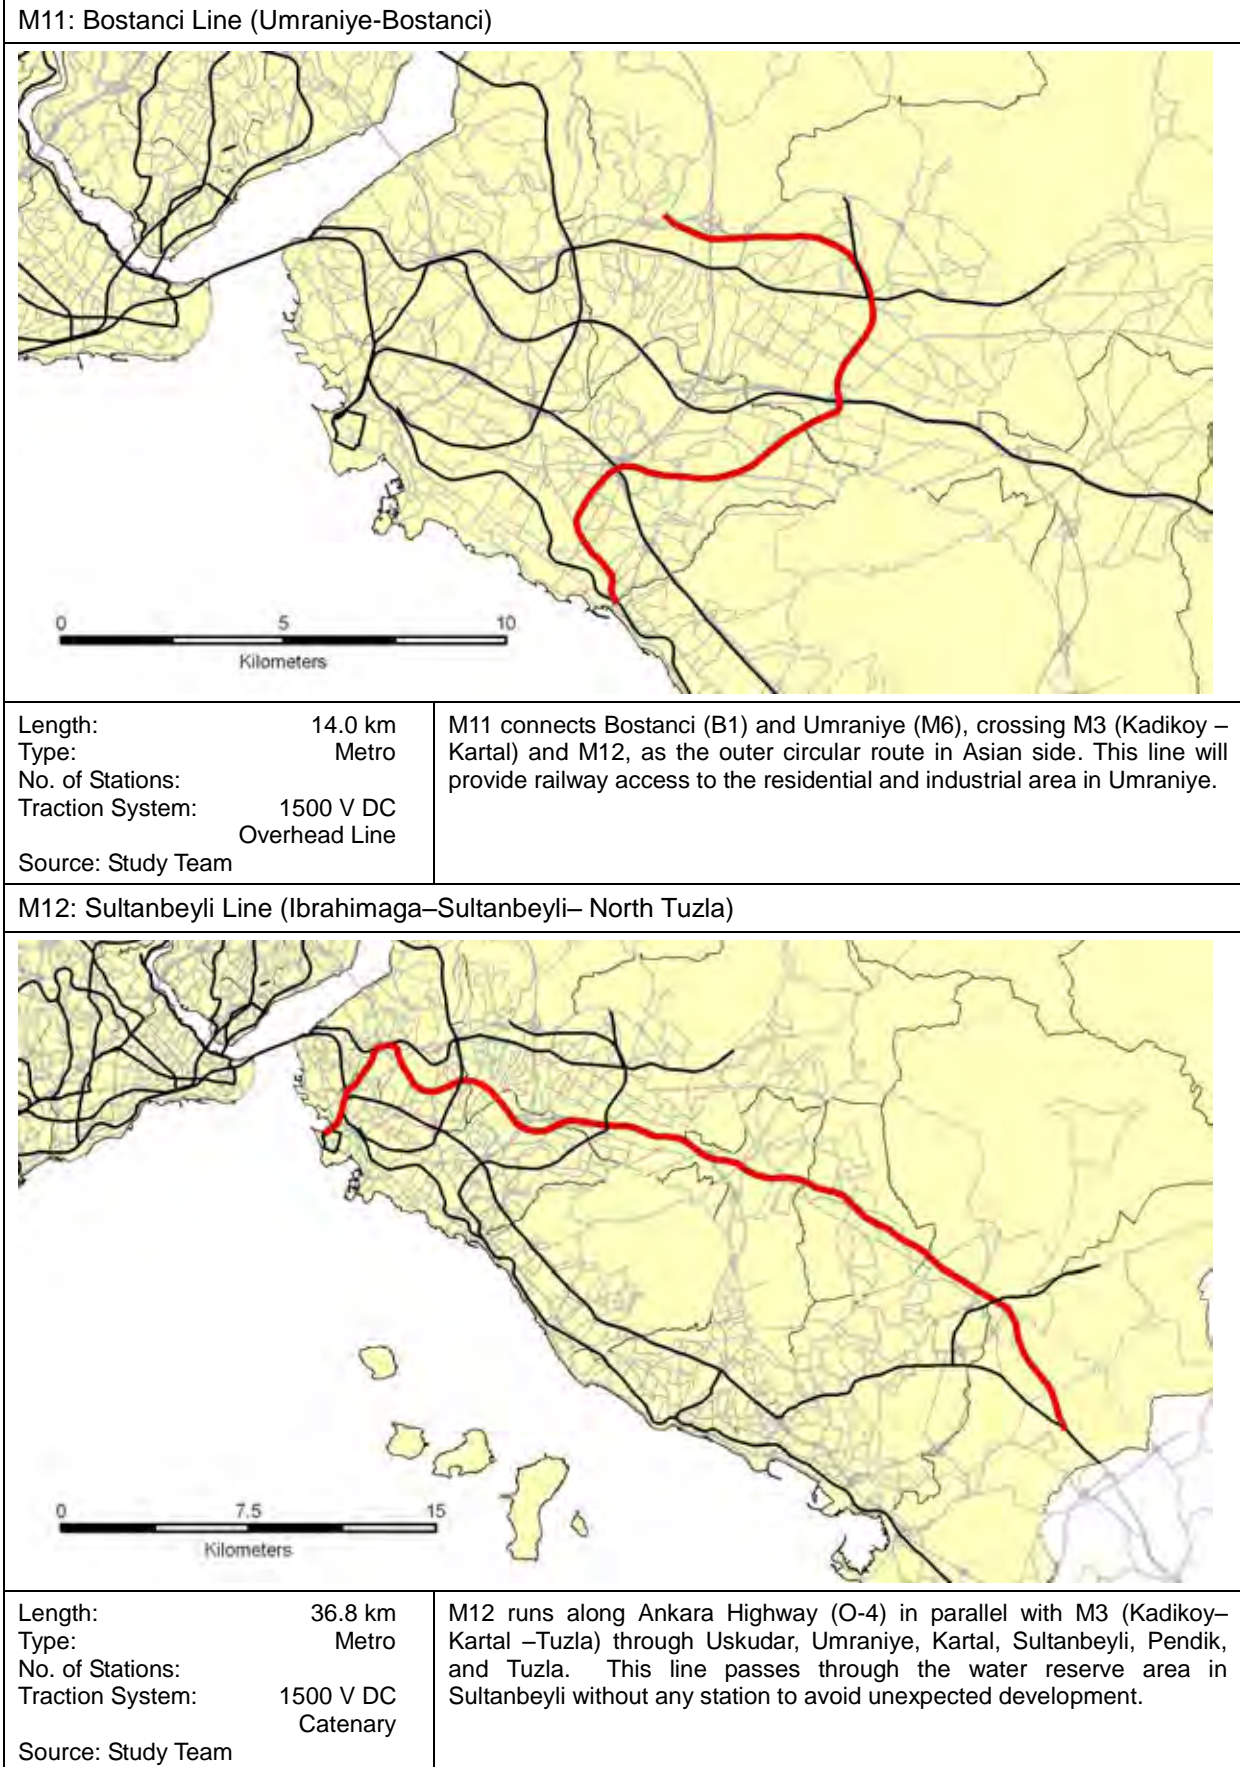 M11: Bostanci Line (Umraniye-Bostanci)
0 5 10
Kilometers
Length: 14.0 km
Type: Metro
No. of Stations:
Traction System: 1500 V DC
Overhead Line
Source: Study Team
M11 connects Bostanci (B1) and Umraniye (M6), crossing M3 (Kadikoy –
Kartal) and M12, as the outer circular route in Asian side. This line will
provide railway access to the residential and industrial area in Umraniye.
M12: Sultanbeyli Line (Ibrahimaga–Sultanbeyli– North Tuzla)
0 7.5 15
Kilometers
Length: 36.8 km
Type: Metro
No. of Stations:
Traction System: 1500 V DC
Catenary
Source: Study Team
M12 runs along Ankara Highway (O-4) in parallel with M3 (Kadikoy–
Kartal –Tuzla) through Uskudar, Umraniye, Kartal, Sultanbeyli, Pendik,
and Tuzla. This line passes through the water reserve area in
Sultanbeyli without any station to avoid unexpected development.